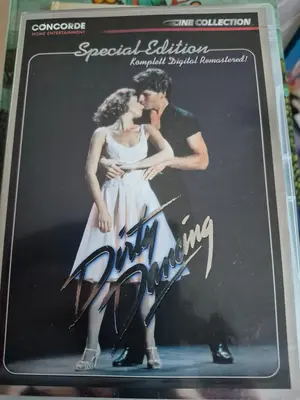 CONCORDE
HOME ENTERTAINMENT
CINE COLLECTION
Special Edition
Komplett Digital Remastered!
Dirty
Dancing